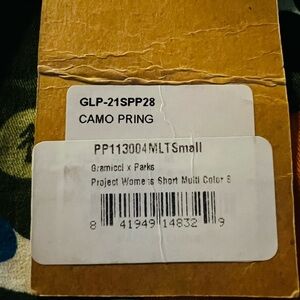 GLP-21SPP28
CAMO PRING
PP113004MLTSmall
Gramicci x Parks
Project Womens Short Multi Color S
8 41949 14832 9